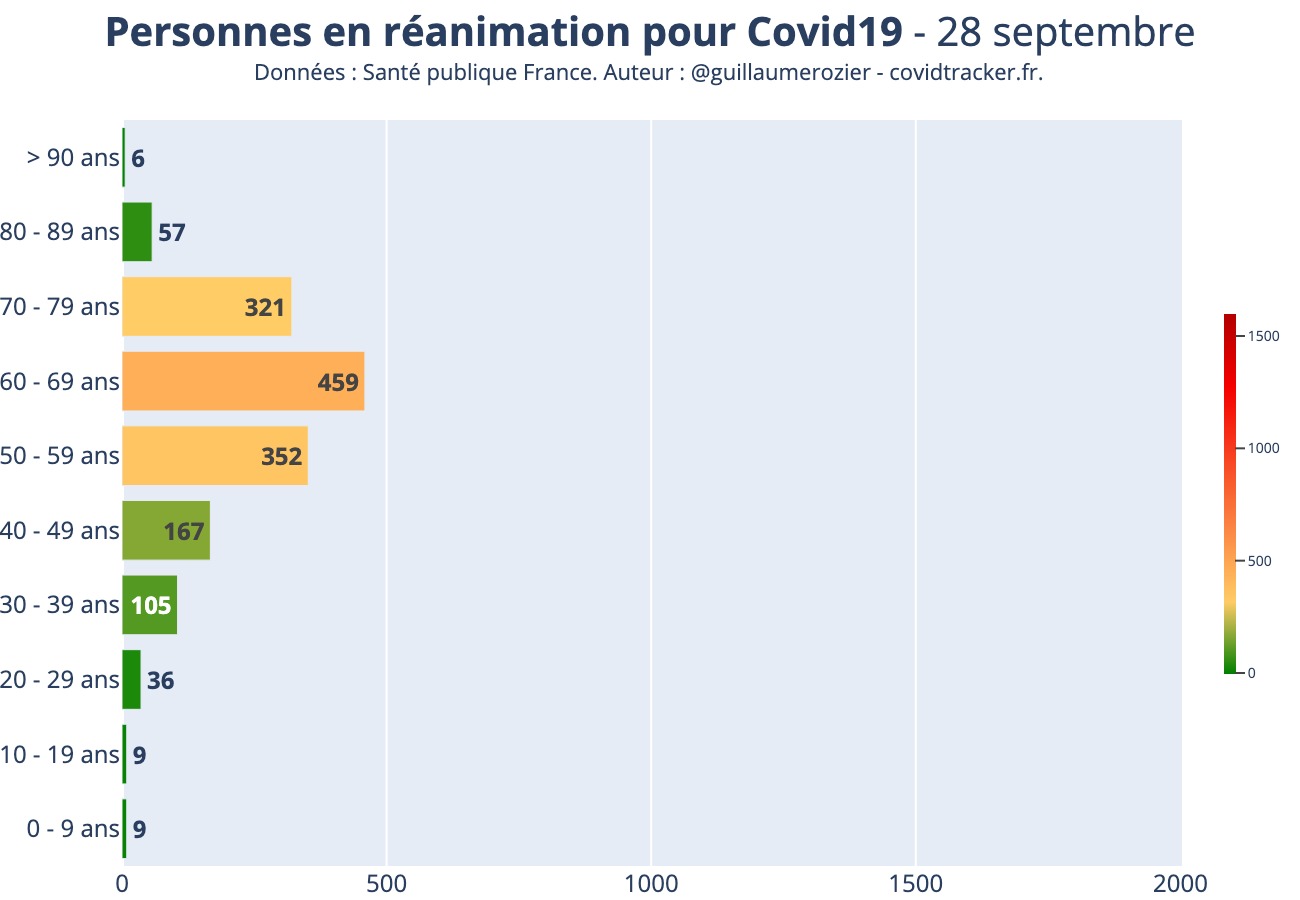 Personnes en réanimation pour Covid19 - 28 septembre
Données : Santé publique France. Auteur : @guillaumerozier - covidtracker.fr.
> 90 ans 6
80 - 89 ans 57
70 - 79 ans 321
60 - 69 ans 459
50 - 59 ans 352
40 - 49 ans 167
30 - 39 ans 105
20 - 29 ans 36
10 - 19 ans 9
0 - 9 ans 9
0 500 1000 1500 2000
1500
1000
500
0